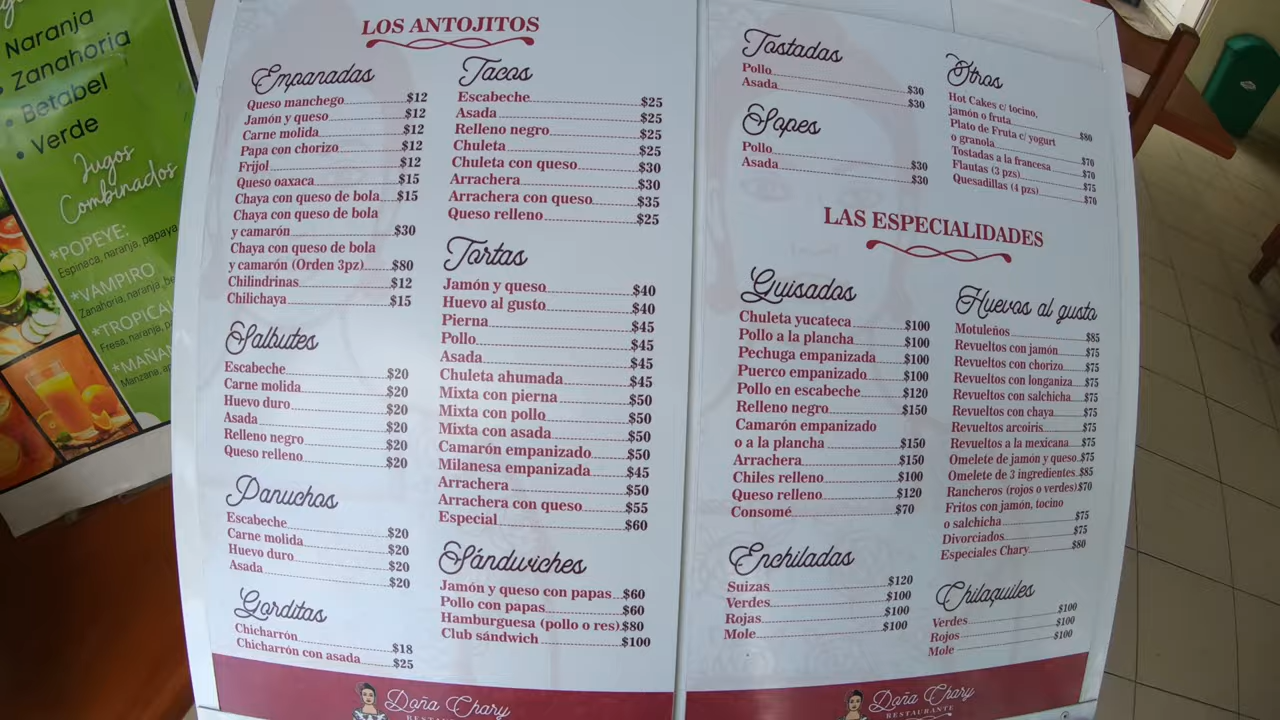 Naranja
• Zanahoria
• Betabel
• Verde
Jugos
Combinados
*POPEYE:
Espinaca, naranja, papaya
*VAMPIRO
Zanahoria, naranja,
*TROPICA
Fresa, naranja,
*MAÑAN
Manzana,
LOS ANTOJITOS
Empanadas
Queso manchego $12
Jamón y queso $12
Carne molida $12
Papa con chorizo $12
Frijol $12
Queso oaxaca $15
Chaya con queso de bola $15
Chaya con queso de bola
y camarón $30
Chaya con queso de bola
y camarón (Orden 3pz) $80
Chilindrinas $12
Chilichaya $15
Salbutes
Escabeche $20
Carne molida $20
Huevo duro $20
Asada $20
Relleno negro $20
Queso relleno $20
Panuchos
Escabeche $20
Carne molida $20
Huevo duro $20
Asada $20
Gorditas
Chicharrón $18
Chicharrón con asada $25
Tacos
Escabeche $25
Asada $25
Relleno negro $25
Chuleta $25
Chuleta con queso $30
Arrachera $30
Arrachera con queso $35
Queso relleno $25
Tortas
Jamón y queso $40
Huevo al gusto $40
Pierna $45
Pollo $45
Asada $45
Chuleta ahumada $45
Mixta con pierna $50
Mixta con pollo $50
Mixta con asada $50
Camarón empanizado $50
Milanesa empanizada $45
Arrachera $50
Arrachera con queso $55
Especial $60
Sándwiches
Jamón y queso con papas $60
Pollo con papas $60
Hamburguesa (pollo o res) $80
Club sándwich $100
Doña Chary
Tostadas
Pollo $30
Asada $30
Sopes
Pollo $30
Asada $30
Otros
Hot Cakes c/ tocino,
jamón o fruta $80
Plato de Fruta c/ yogurt
o granola $70
Tostadas a la francesa $70
Flautas (3 pzs) $75
Quesadillas (4 pzs) $70
LAS ESPECIALIDADES
Guisados
Chuleta yucateca $100
Pollo a la plancha $100
Pechuga empanizada $100
Puerco empanizado $100
Pollo en escabeche $120
Relleno negro $150
Camarón empanizado
o a la plancha $150
Arrachera $150
Chiles relleno $100
Queso relleno $120
Consomé $70
Enchiladas
Suizas $120
Verdes $100
Rojas $100
Mole $100
Huevos al gusto
Motuleños $85
Revueltos con jamón $75
Revueltos con chorizo $75
Revueltos con longaniza $75
Revueltos con salchicha $75
Revueltos con chaya $75
Revueltos arcoiris $75
Revueltos a la mexicana $75
Omelete de jamón y queso $75
Omelete de 3 ingredientes $85
Rancheros (rojos o verdes) $70
Fritos con jamón, tocino
o salchicha $75
Divorciados $75
Especiales Chary $80
Chilaquiles
Verdes $100
Rojos $100
Mole $100
Doña Chary
RESTAURANTE